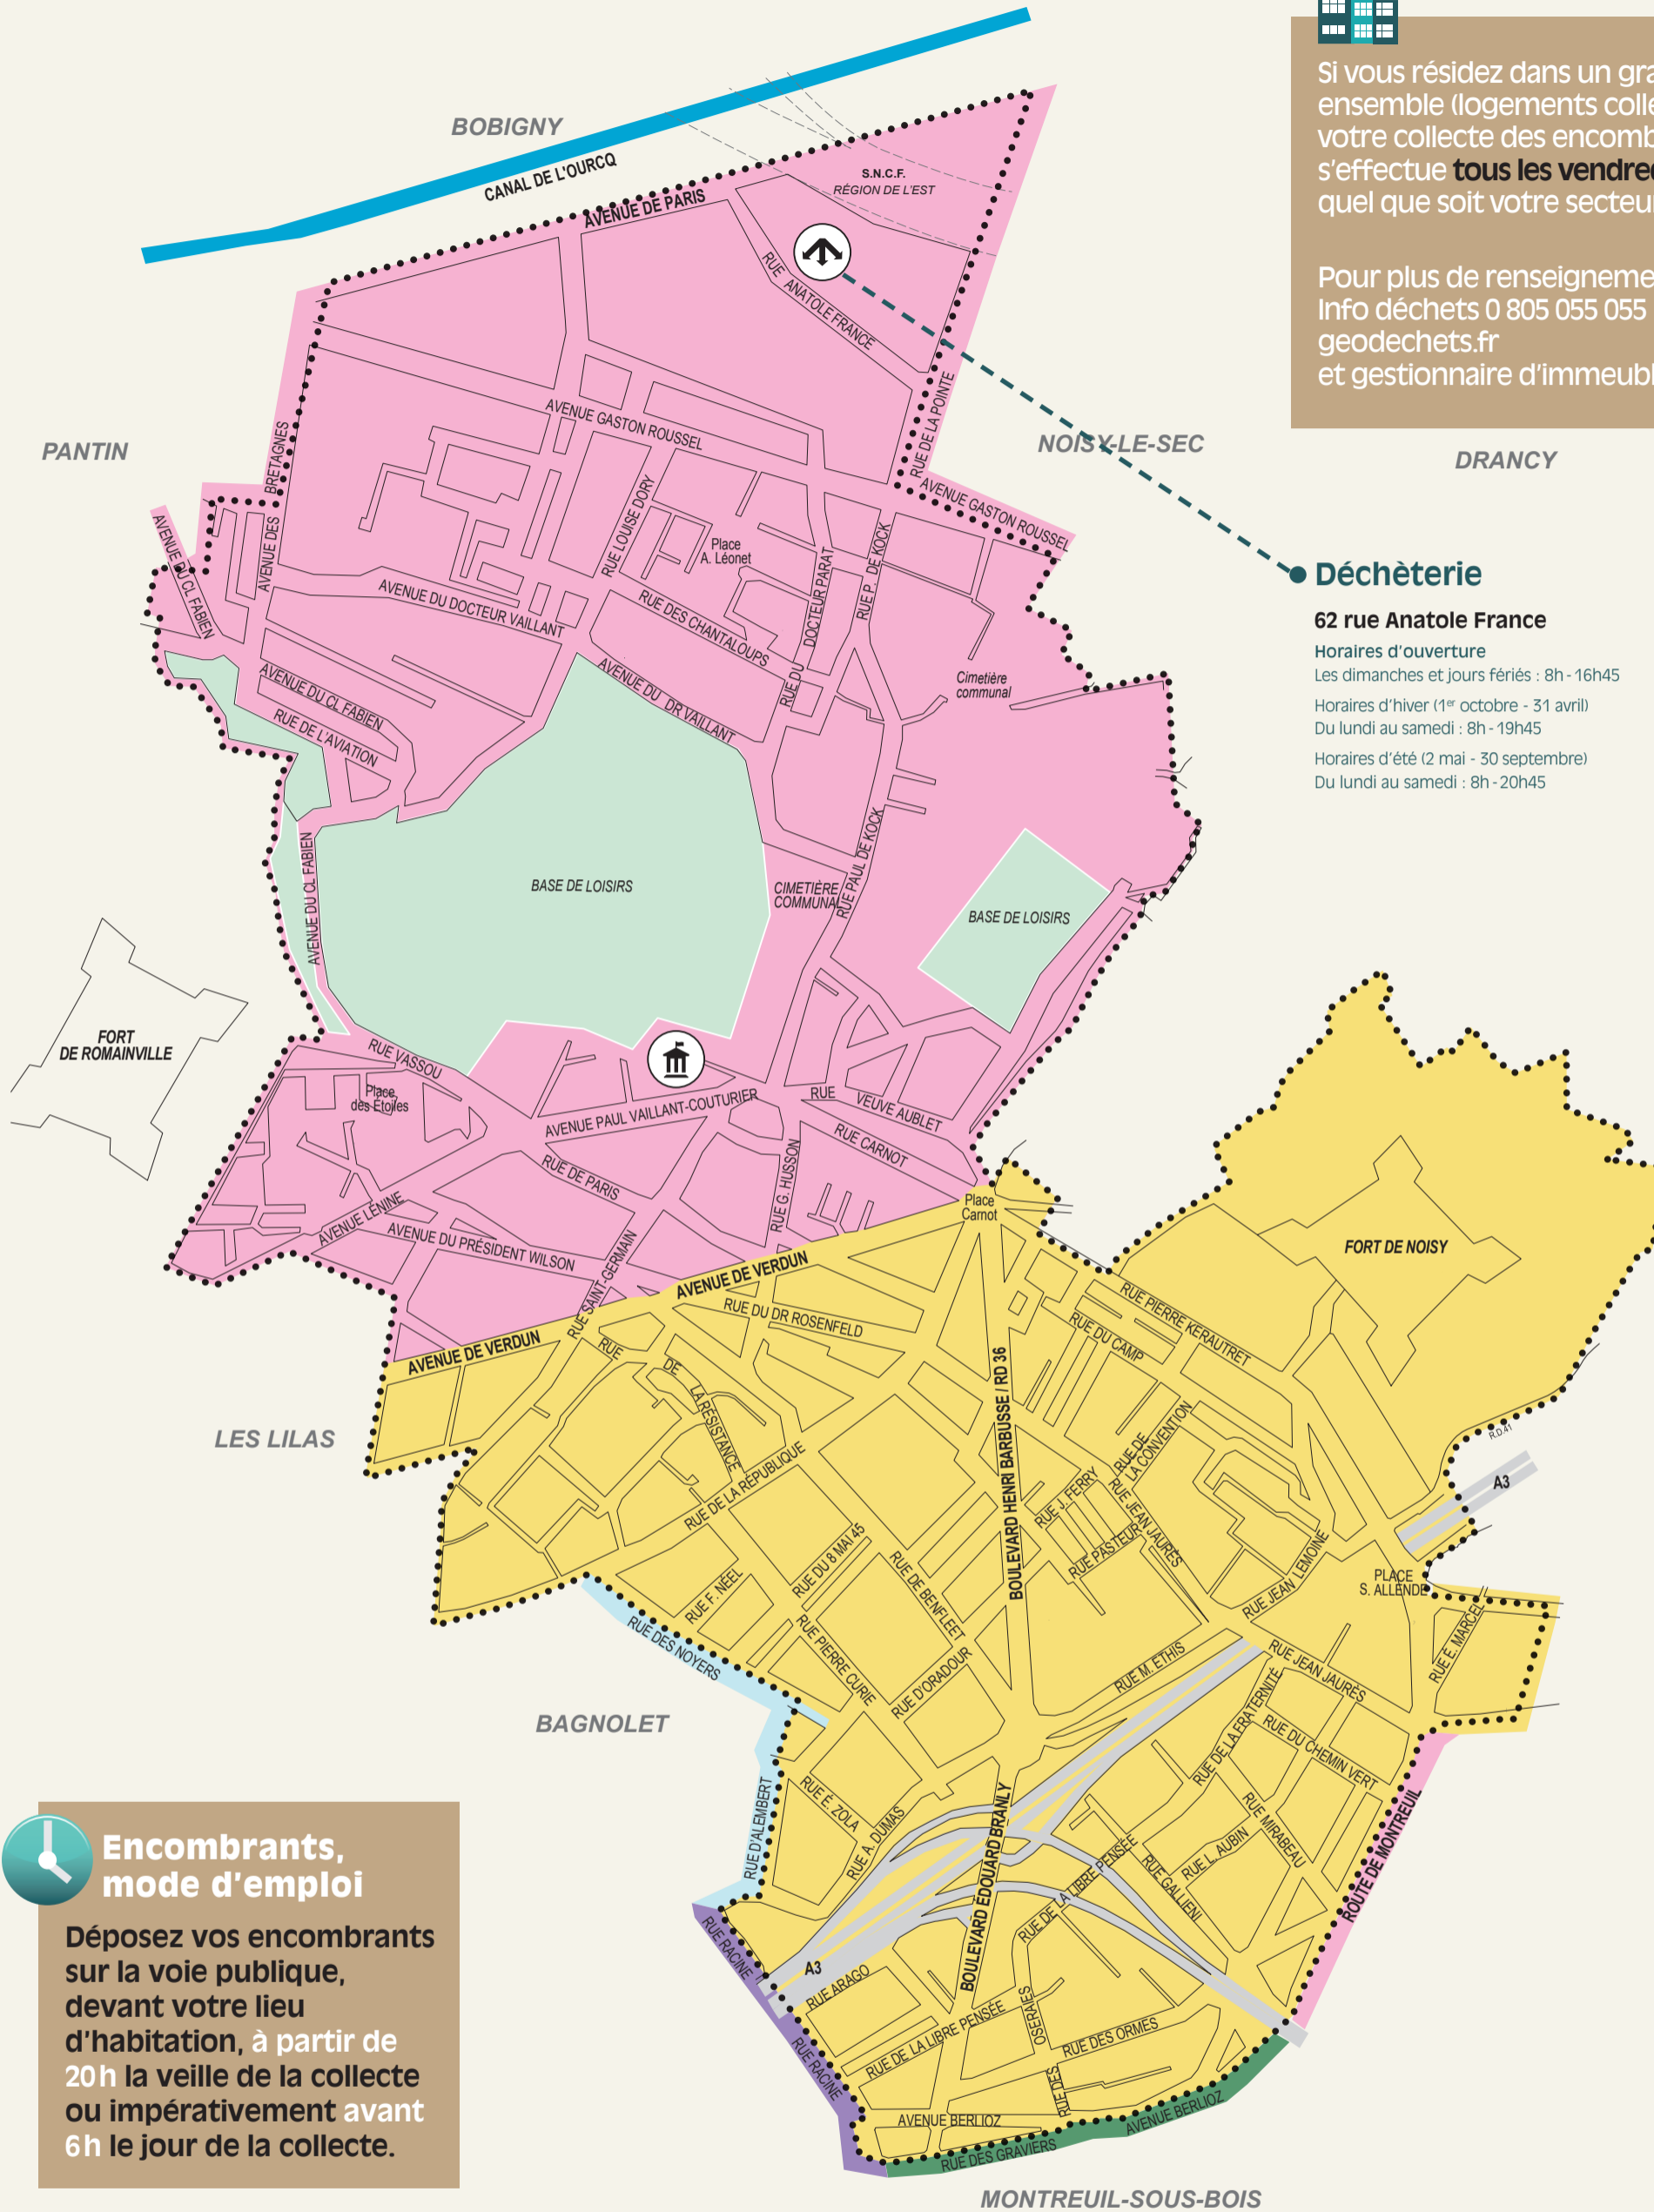 Si vous résidez dans un
ensemble (logements
votre collecte des
s'effectue tous les
quel que soit votre
Pour plus de
Info déchets 0 805 055 055
geodechets.fr
et gestionnaire
BOBIGNY
CANAL DE L'OURCQ
S.N.C.F.
RÉGION DE L'EST
AVENUE DE PARIS
RUE ANATOLE FRANCE
RUE DE LA POINTE
PANTIN
NOISY-LE-SEC
DRANCY
AVENUE GASTON ROUSSEL
AVENUE DES BRETAGNES
AVENUE GASTON ROUSSEL
AVENUE DU CL FABIEN
RUE LOUISE DORY
Place
A. Léonet
RUE P. DE KOCK
RUE DU DOCTEUR PARAT
AVENUE DU DOCTEUR VAILLANT
RUE DES CHANTALOUPS
Déchèterie
62 rue Anatole France
Horaires d'ouverture
Les dimanches et jours fériés : 8h - 16h45
Horaires d'hiver (1er octobre - 31 avril)
Du lundi au samedi : 8h - 19h45
Horaires d'été (2 mai - 30 septembre)
Du lundi au samedi : 8h - 20h45
AVENUE DU CL FABIEN
AVENUE DU DR VAILLANT
Cimetière
communal
RUE DE L'AVIATION
AVENUE DU CL FABIEN
RUE PAUL DE KOCK
BASE DE LOISIRS
CIMETIÈRE
COMMUNAL
BASE DE LOISIRS
FORT
DE ROMAINVILLE
RUE VASSOU
Place
des Étoiles
AVENUE PAUL VAILLANT-COUTURIER
RUE VEUVE AUBLET
RUE CARNOT
RUE DE PARIS
RUE G. HUSSON
AVENUE LÉNINE
AVENUE DU PRÉSIDENT WILSON
Place
Carnot
RUE SAINT-GERMAIN
FORT DE NOISY
AVENUE DE VERDUN
AVENUE DE VERDUN
RUE DU DR ROSENFELD
RUE PIERRE KERAUTRET
RUE DU CAMP
RUE DE LA RÉSISTANCE
BOULEVARD HENRI BARBUSSE / RD 36
LES LILAS
RUE DE
LA CONVENTION
R.D.41
A3
RUE DE LA RÉPUBLIQUE
RUE J. FERRY
RUE JEAN JAURÈS
RUE PASTEUR
RUE DU 8 MAI 45
RUE DE BENFLEET
RUE F. NÉEL
RUE JEAN LEMOINE
PLACE
S. ALLENDE
RUE É. MARCEL
RUE DES NOYERS
RUE PIERRE CURIE
RUE D'ORADOUR
RUE M. ETHIS
RUE JEAN JAURÈS
BAGNOLET
RUE DE LA FRATERNITÉ
RUE DU CHEMIN VERT
RUE D'ALEMBERT
RUE É. ZOLA
RUE A. DUMAS
BOULEVARD ÉDOUARD BRANLY
RUE MIRABEAU
RUE L. AUBIN
RUE GALLIENI
RUE DE LA LIBRE PENSÉE
ROUTE DE MONTREUIL
RUE RACINE
A3
RUE ARAGO
RUE DE LA LIBRE PENSÉE
RUE DES OSERAIES
RUE DES ORMES
RUE RACINE
AVENUE BERLIOZ
AVENUE BERLIOZ
RUE DES GRAVIERS
MONTREUIL-SOUS-BOIS
Encombrants,
mode d'emploi
Déposez vos encombrants
sur la voie publique,
devant votre lieu
d'habitation, à partir de
20h la veille de la collecte
ou impérativement avant
6h le jour de la collecte.